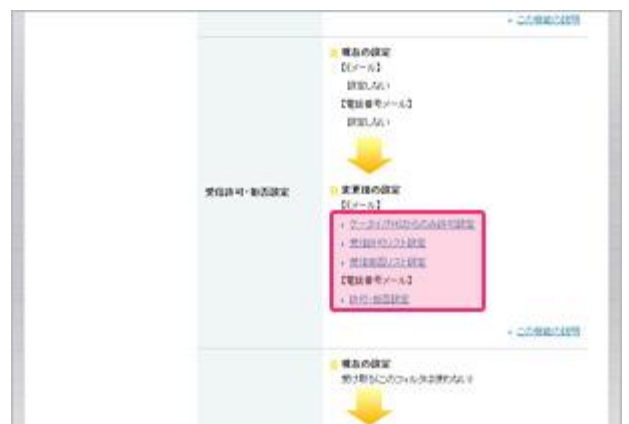 この機能の説明
現在の設定
【Eメール】
設定しない
【電話番号メール】
設定しない
受信許可・拒否設定
変更後の設定
【Eメール】
ケータイ/PHSからのみ許可設定
受信許可リスト設定
受信拒否リスト設定
【電話番号メール】
許可・拒否設定
この機能の説明
現在の設定